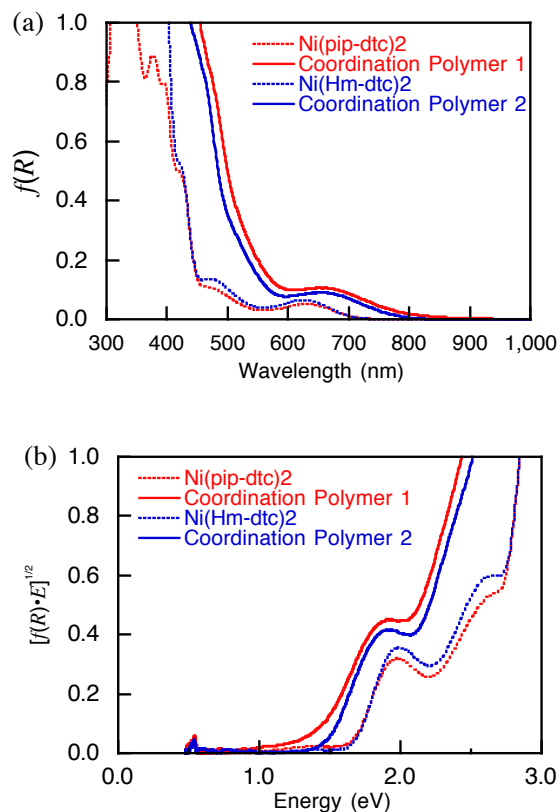 (a)
1.0
0.8
0.6
0.4
0.2
0.0
f(R)
Ni(pip-dtc)2
Coordination Polymer 1
Ni(Hm-dtc)2
Coordination Polymer 2
300 400 500 600 700 800 900 1,000
Wavelength (nm)
(b)
1.0
0.8
0.6
0.4
0.2
0.0
[f(R)•E]1/2
Ni(pip-dtc)2
Coordination Polymer 1
Ni(Hm-dtc)2
Coordination Polymer 2
0.0 1.0 2.0 3.0
Energy (eV)